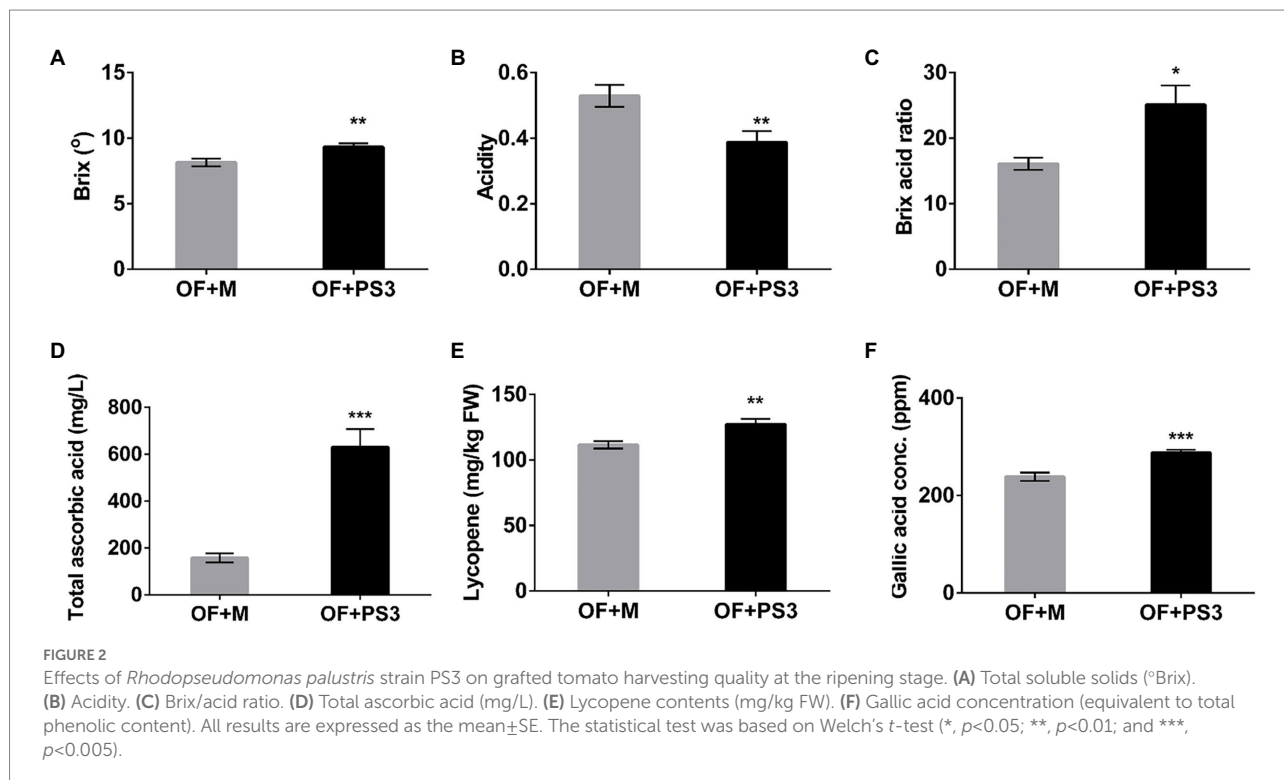 A
Brix (°)
15
10
5
0
OF+M
OF+PS3
**
B
Acidity
0.6
0.4
0.2
0.0
OF+M
OF+PS3
**
C
Brix acid ratio
30
20
10
0
OF+M
OF+PS3
*
D
Total ascorbic acid (mg/L)
800
600
400
200
0
OF+M
OF+PS3
***
E
Lycopene (mg/kg FW)
150
100
50
0
OF+M
OF+PS3
**
F
Gallic acid conc. (ppm)
400
200
0
OF+M
OF+PS3
***
FIGURE 2
Effects of Rhodopseudomonas palustris strain PS3 on grafted tomato harvesting quality at the ripening stage. (A) Total soluble solids (°Brix).
(B) Acidity. (C) Brix/acid ratio. (D) Total ascorbic acid (mg/L). (E) Lycopene contents (mg/kg FW). (F) Gallic acid concentration (equivalent to total
phenolic content). All results are expressed as the mean±SE. The statistical test was based on Welch's t-test (*, p<0.05; **, p<0.01; and ***,
p<0.005).